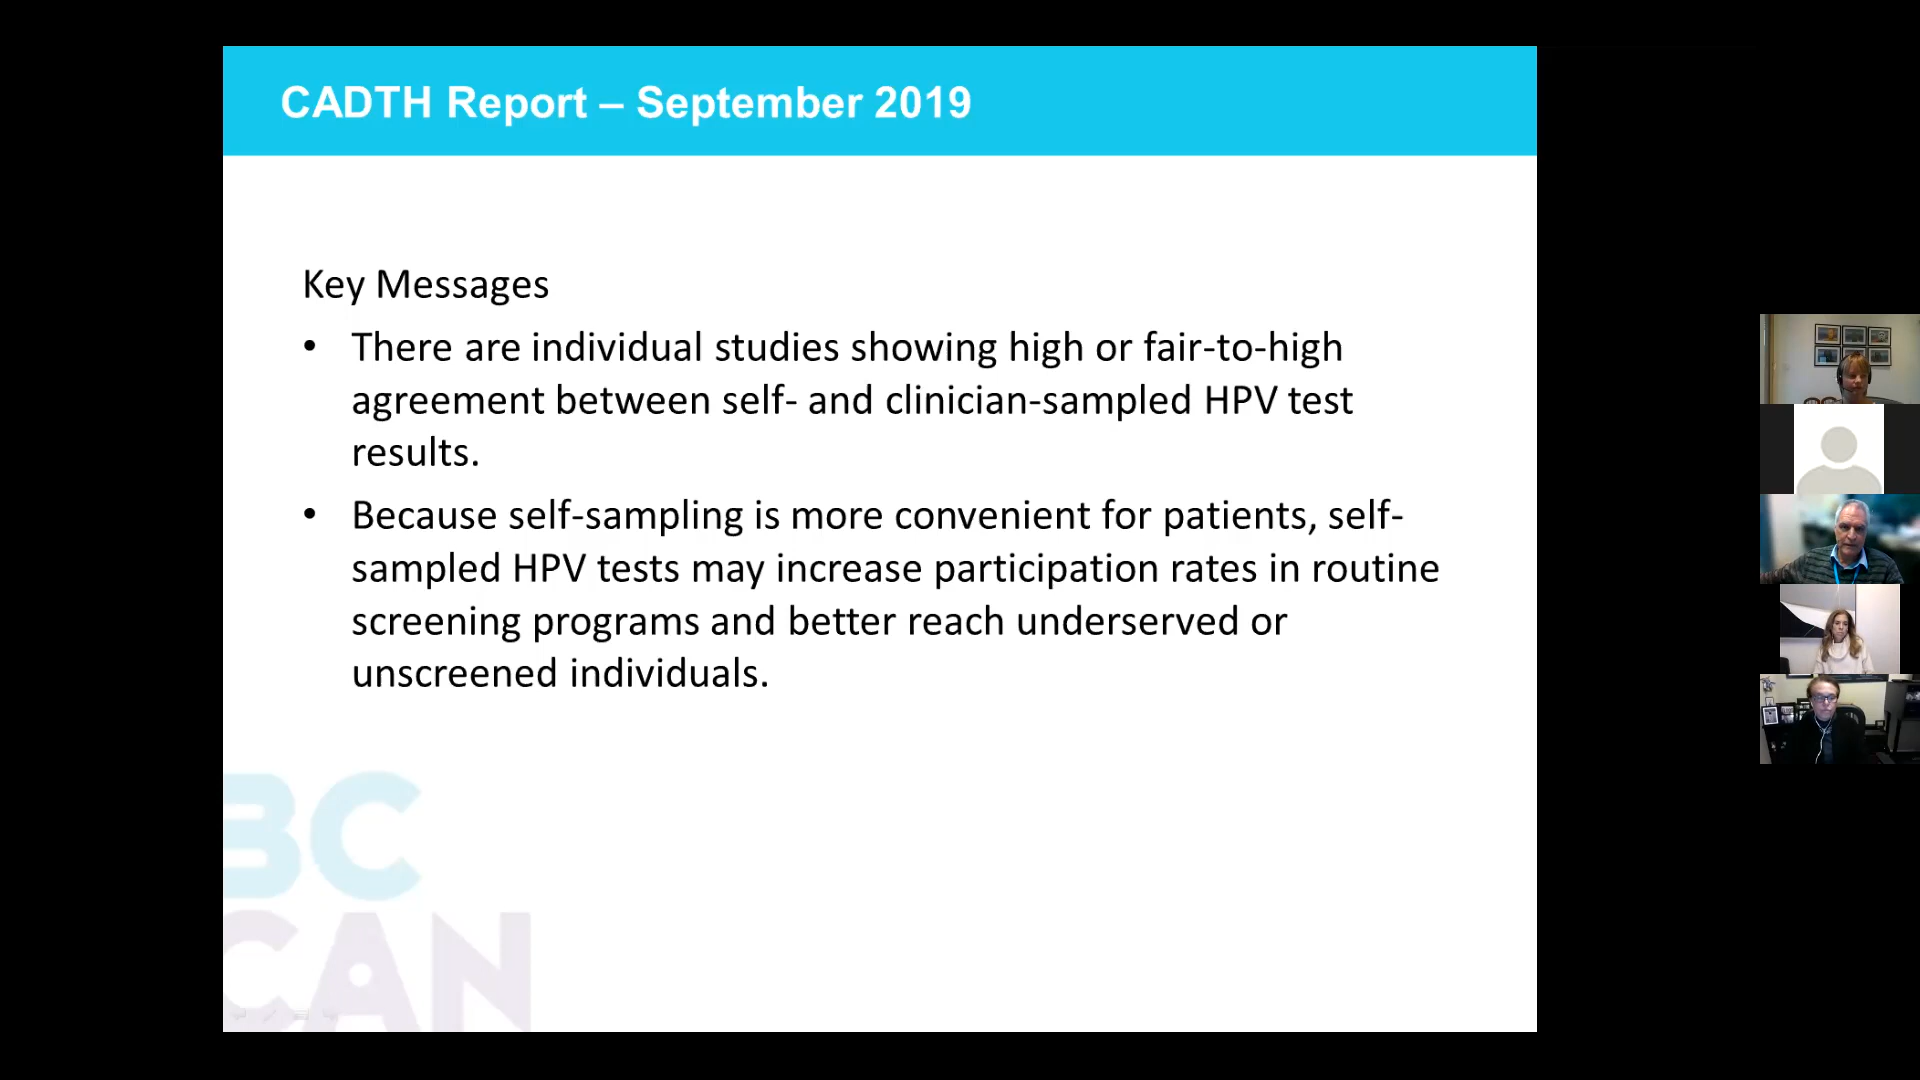 CADTH Report – September 2019
Key Messages
• There are individual studies showing high or fair-to-high
agreement between self- and clinician-sampled HPV test
results.
• Because self-sampling is more convenient for patients, self-
sampled HPV tests may increase participation rates in routine
screening programs and better reach underserved or
unscreened individuals.
BC
CAN